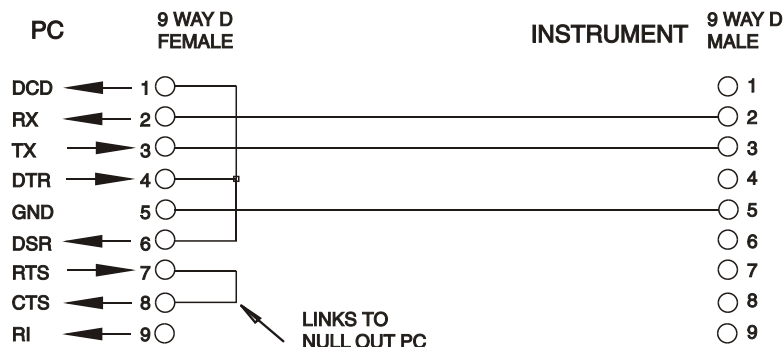 PC
9 WAY D
FEMALE
INSTRUMENT
9 WAY D
MALE
DCD 1 1
RX 2 2
TX 3 3
DTR 4 4
GND 5 5
DSR 6 6
RTS 7 7
CTS 8 8
RI 9 9
LINKS TO
NULL OUT PC